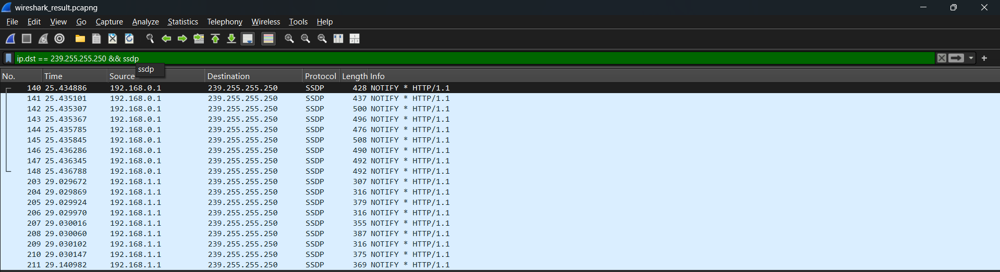 wireshark_result.pcapng
File Edit View Go Capture Analyze Statistics Telephony Wireless Tools Help
ip.dst == 239.255.255.250 && ssdp
ssdp
No. Time Source Destination Protocol Length Info
140 25.434886 192.168.0.1 239.255.255.250 SSDP 428 NOTIFY * HTTP/1.1
141 25.435101 192.168.0.1 239.255.255.250 SSDP 437 NOTIFY * HTTP/1.1
142 25.435307 192.168.0.1 239.255.255.250 SSDP 500 NOTIFY * HTTP/1.1
143 25.435367 192.168.0.1 239.255.255.250 SSDP 496 NOTIFY * HTTP/1.1
144 25.435785 192.168.0.1 239.255.255.250 SSDP 476 NOTIFY * HTTP/1.1
145 25.435845 192.168.0.1 239.255.255.250 SSDP 508 NOTIFY * HTTP/1.1
146 25.436286 192.168.0.1 239.255.255.250 SSDP 490 NOTIFY * HTTP/1.1
147 25.436345 192.168.0.1 239.255.255.250 SSDP 492 NOTIFY * HTTP/1.1
148 25.436788 192.168.0.1 239.255.255.250 SSDP 492 NOTIFY * HTTP/1.1
203 29.029672 192.168.1.1 239.255.255.250 SSDP 307 NOTIFY * HTTP/1.1
204 29.029869 192.168.1.1 239.255.255.250 SSDP 316 NOTIFY * HTTP/1.1
205 29.029924 192.168.1.1 239.255.255.250 SSDP 379 NOTIFY * HTTP/1.1
206 29.029970 192.168.1.1 239.255.255.250 SSDP 316 NOTIFY * HTTP/1.1
207 29.030016 192.168.1.1 239.255.255.250 SSDP 355 NOTIFY * HTTP/1.1
208 29.030060 192.168.1.1 239.255.255.250 SSDP 387 NOTIFY * HTTP/1.1
209 29.030102 192.168.1.1 239.255.255.250 SSDP 316 NOTIFY * HTTP/1.1
210 29.030147 192.168.1.1 239.255.255.250 SSDP 375 NOTIFY * HTTP/1.1
211 29.140982 192.168.1.1 239.255.255.250 SSDP 369 NOTIFY * HTTP/1.1